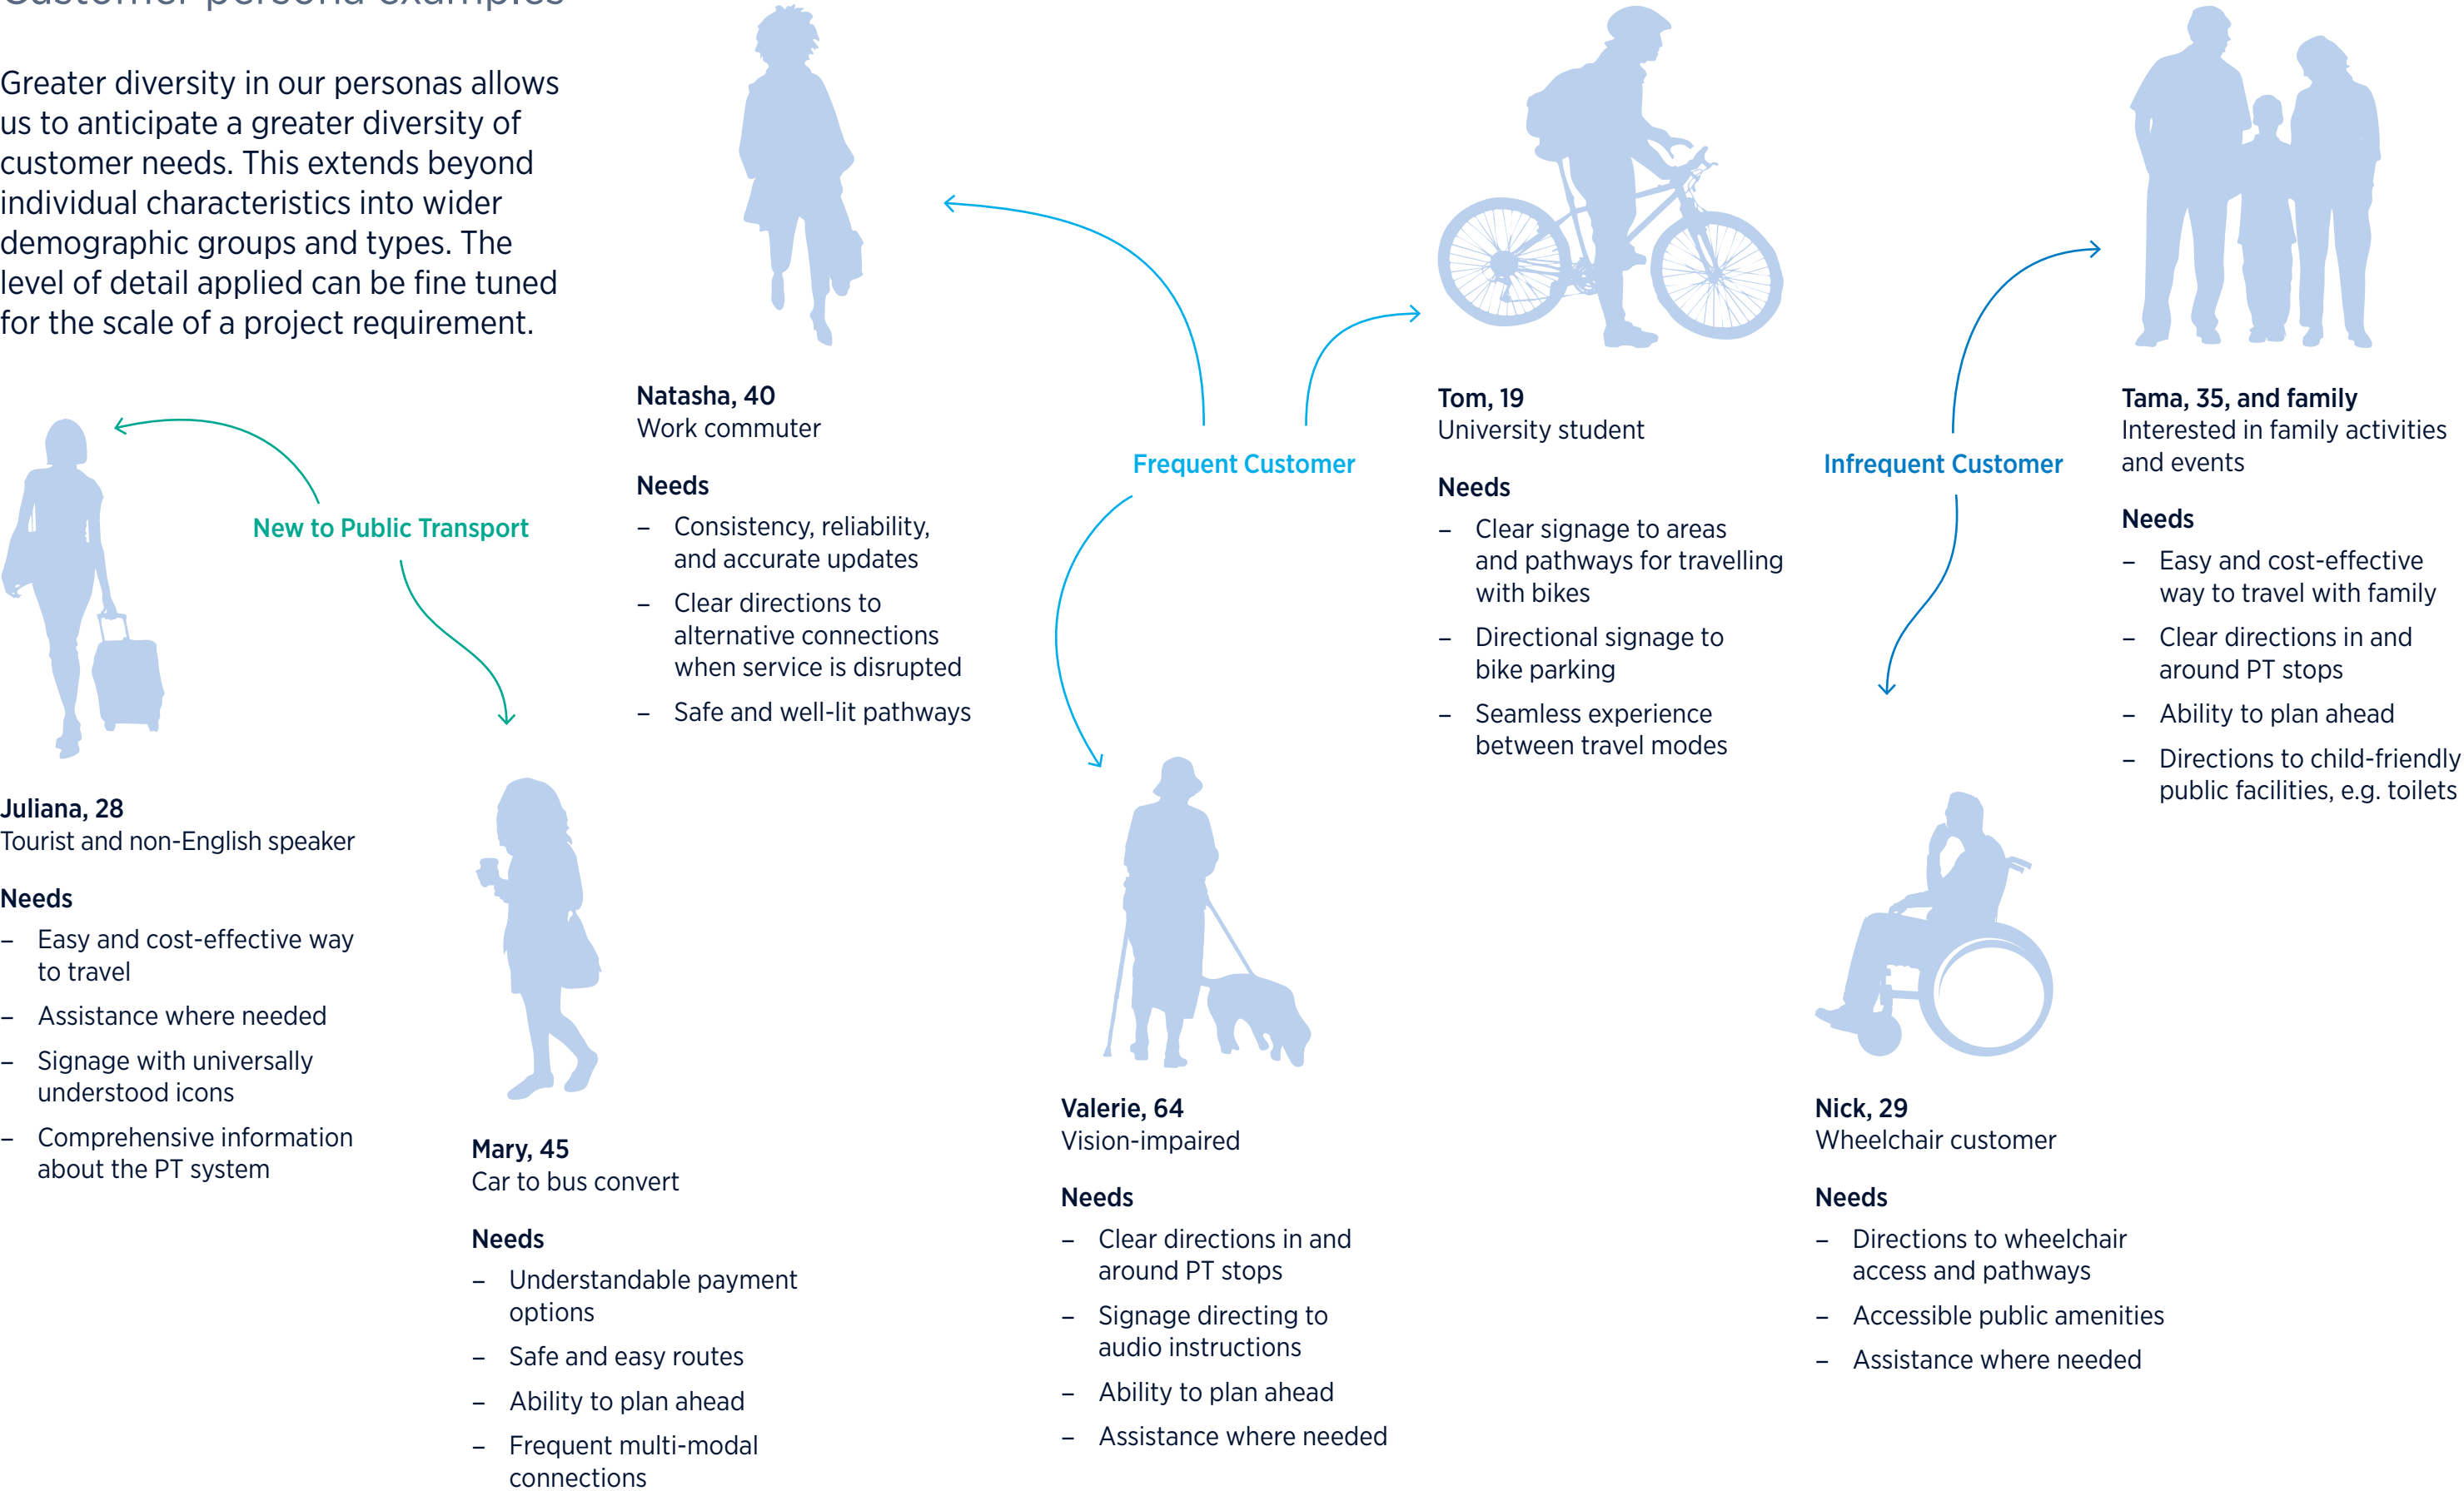 Customer persona examples
Greater diversity in our personas allows
us to anticipate a greater diversity of
customer needs. This extends beyond
individual characteristics into wider
demographic groups and types. The
level of detail applied can be fine tuned
for the scale of a project requirement.
New to Public Transport
Juliana, 28
Tourist and non-English speaker
Needs
– Easy and cost-effective way
to travel
– Assistance where needed
– Signage with universally
understood icons
– Comprehensive information
about the PT system
Mary, 45
Car to bus convert
Needs
– Understandable payment
options
– Safe and easy routes
– Ability to plan ahead
– Frequent multi-modal
connections
Frequent Customer
Natasha, 40
Work commuter
Needs
– Consistency, reliability,
and accurate updates
– Clear directions to
alternative connections
when service is disrupted
– Safe and well-lit pathways
Tom, 19
University student
Needs
– Clear signage to areas
and pathways for travelling
with bikes
– Directional signage to
bike parking
– Seamless experience
between travel modes
Valerie, 64
Vision-impaired
Needs
– Clear directions in and
around PT stops
– Signage directing to
audio instructions
– Ability to plan ahead
– Assistance where needed
Infrequent Customer
Tama, 35, and family
Interested in family activities
and events
Needs
– Easy and cost-effective
way to travel with family
– Clear directions in and
around PT stops
– Ability to plan ahead
– Directions to child-friendly
public facilities, e.g. toilets
Nick, 29
Wheelchair customer
Needs
– Directions to wheelchair
access and pathways
– Accessible public amenities
– Assistance where needed